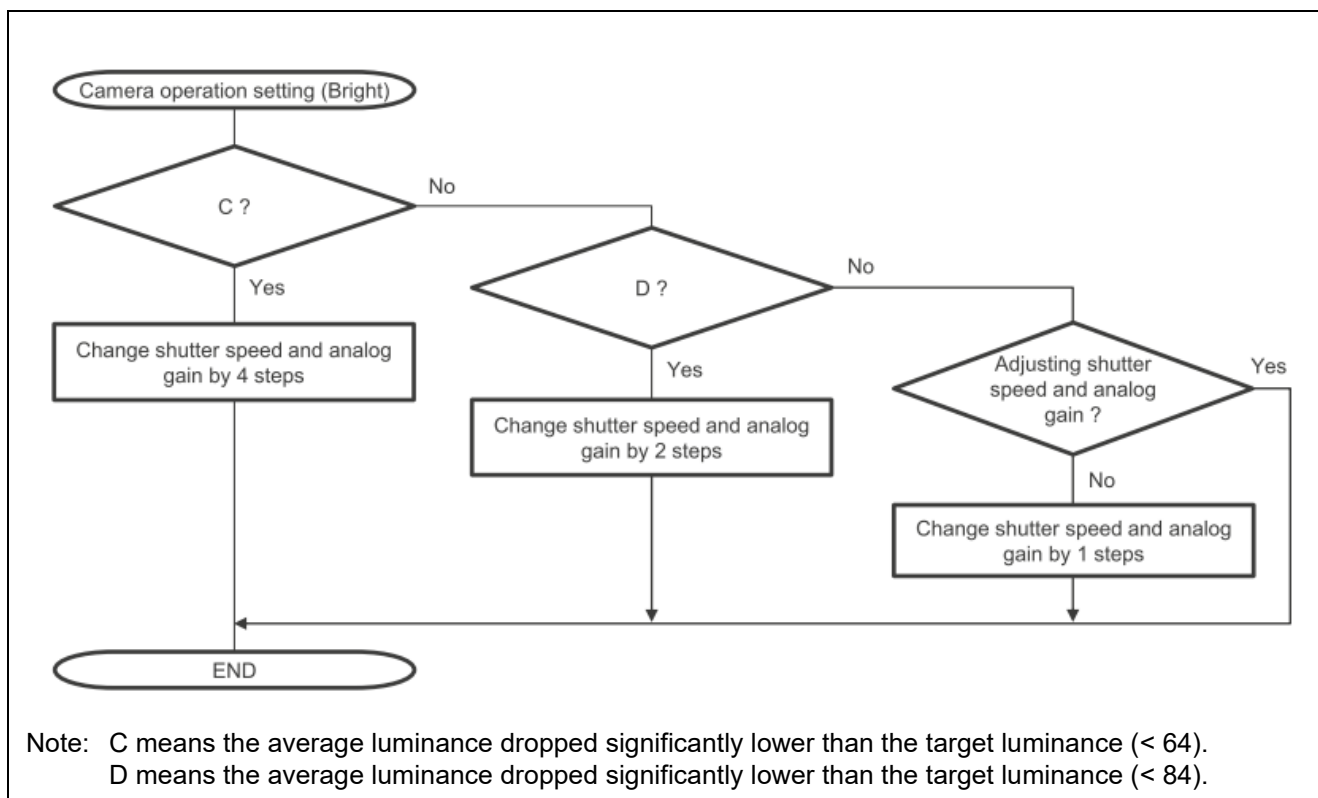 Camera operation setting (Bright)
C ?
No
Yes
Change shutter speed and analog
gain by 4 steps
D ?
No
Yes
Change shutter speed and analog
gain by 2 steps
Adjusting shutter
speed and analog
gain ?
Yes
No
Change shutter speed and analog
gain by 1 steps
END
Note: C means the average luminance dropped significantly lower than the target luminance (< 64).
D means the average luminance dropped significantly lower than the target luminance (< 84).